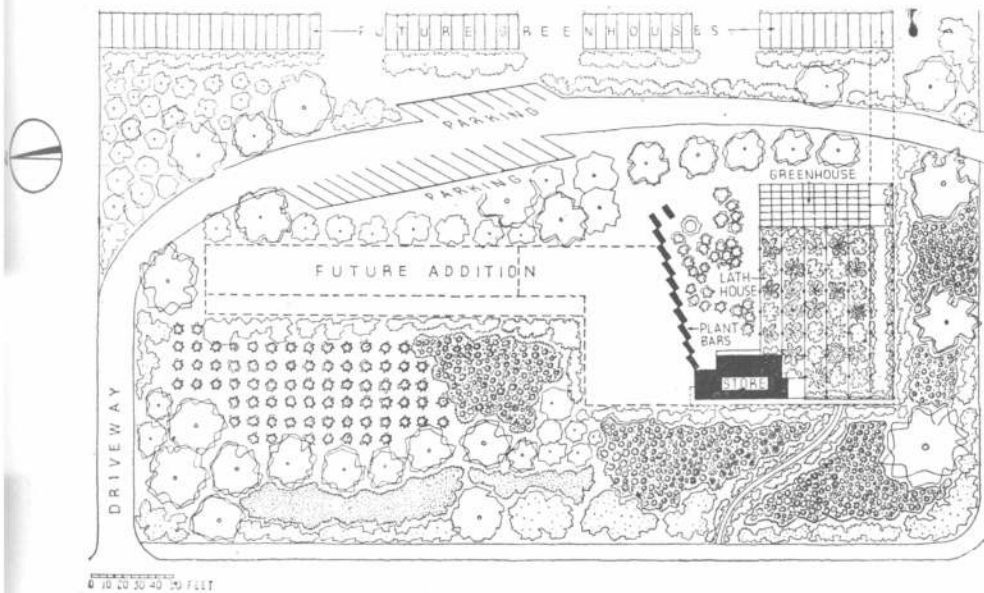 FUTURE GREENHOUSES
PARKING
PARKING
GREENHOUSE
FUTURE ADDITION
LATH
HOUSE
PLANT
BARS
STORE
DRIVEWAY
0 10 20 30 40 50 FEET